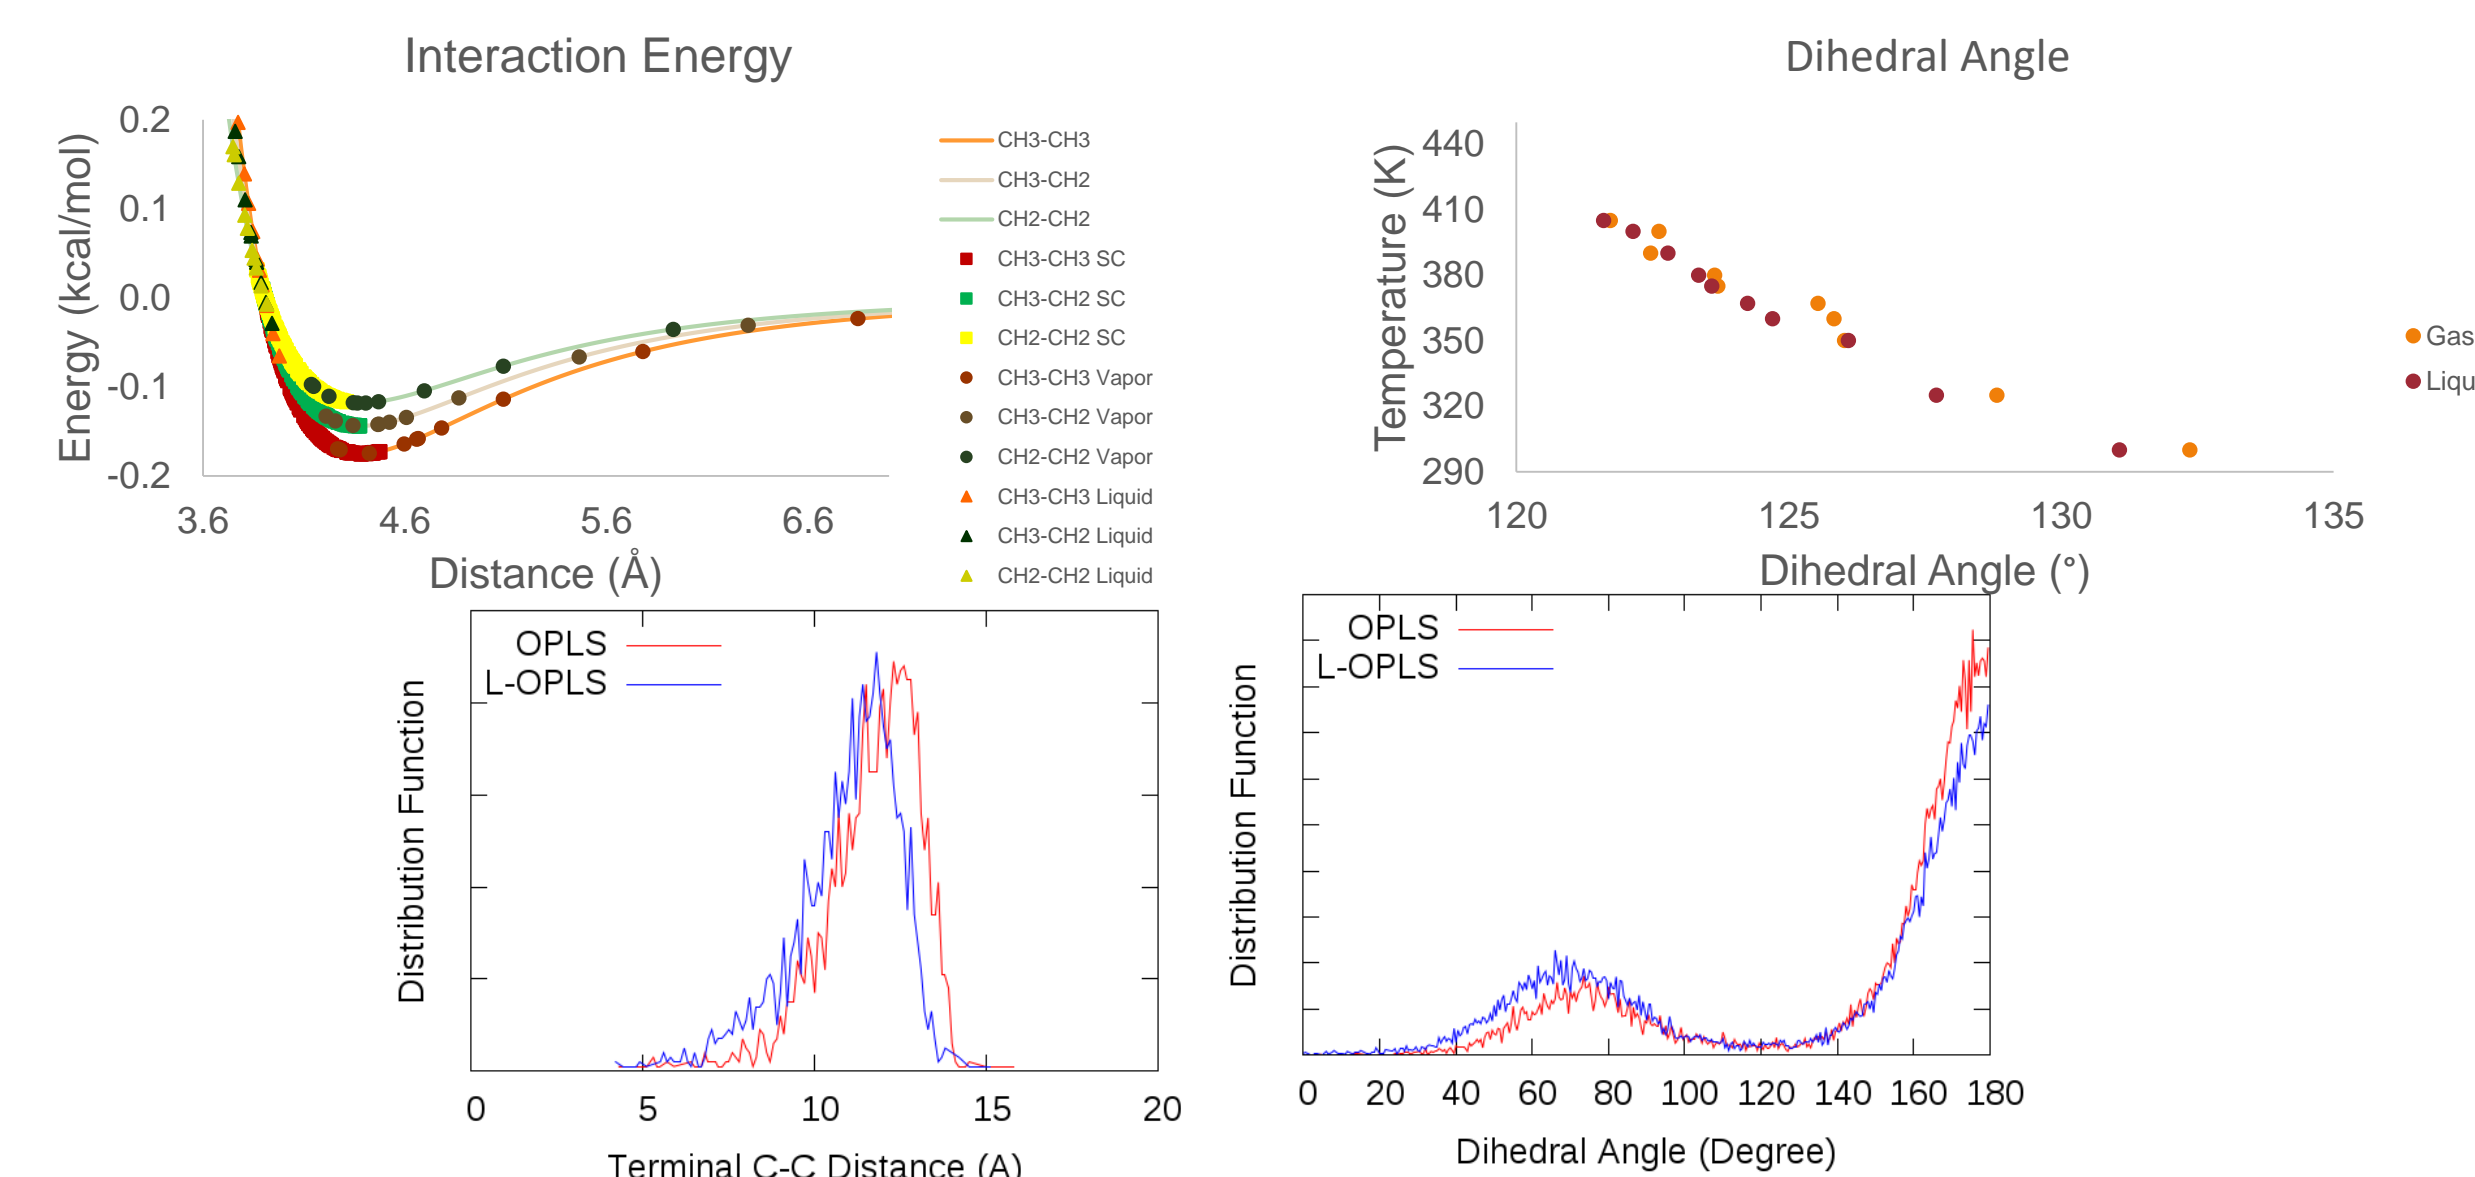 Interaction Energy
Energy (kcal/mol)
0.2
0.1
0.0
-0.1
-0.2
3.6 4.6 5.6 6.6
Distance (Å)
CH3-CH3
CH3-CH2
CH2-CH2
CH3-CH3 SC
CH3-CH2 SC
CH2-CH2 SC
CH3-CH3 Vapor
CH3-CH2 Vapor
CH2-CH2 Vapor
CH3-CH3 Liquid
CH3-CH2 Liquid
CH2-CH2 Liquid
Dihedral Angle
Temperature (K)
440
410
380
350
320
290
120 125 130 135
Dihedral Angle (°)
Gas
Liqu
OPLS
L-OPLS
Distribution Function
0 5 10 15 20
Terminal C-C Distance (A)
OPLS
L-OPLS
Distribution Function
0 20 40 60 80 100 120 140 160 180
Dihedral Angle (Degree)